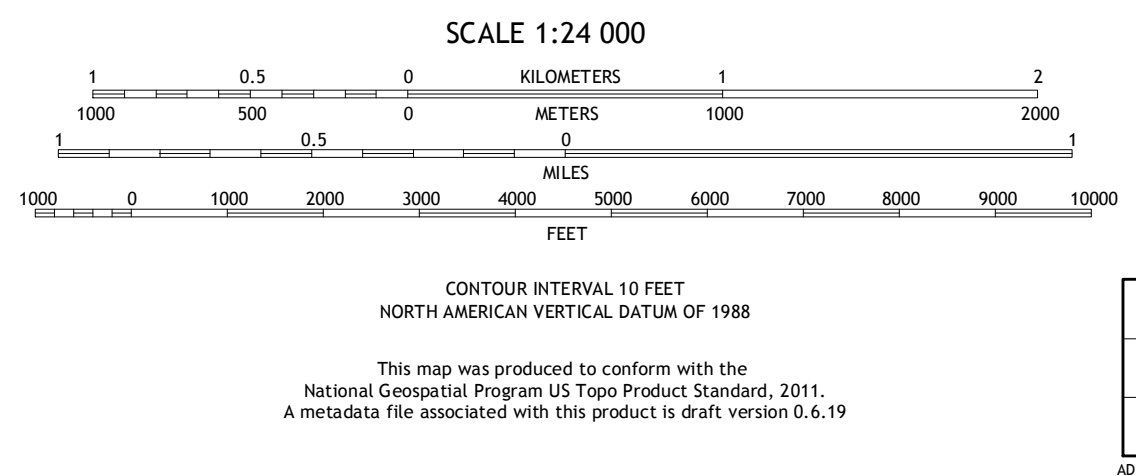 SCALE 1:24 000
1 0.5 0 KILOMETERS 1 2
1000 500 0 METERS 1000 2000
1 0.5 0 1
MILES
1000 0 1000 2000 3000 4000 5000 6000 7000 8000 9000 10000
FEET
CONTOUR INTERVAL 10 FEET
NORTH AMERICAN VERTICAL DATUM OF 1988
This map was produced to conform with the
National Geospatial Program US Topo Product Standard, 2011.
A metadata file associated with this product is draft version 0.6.19
AD